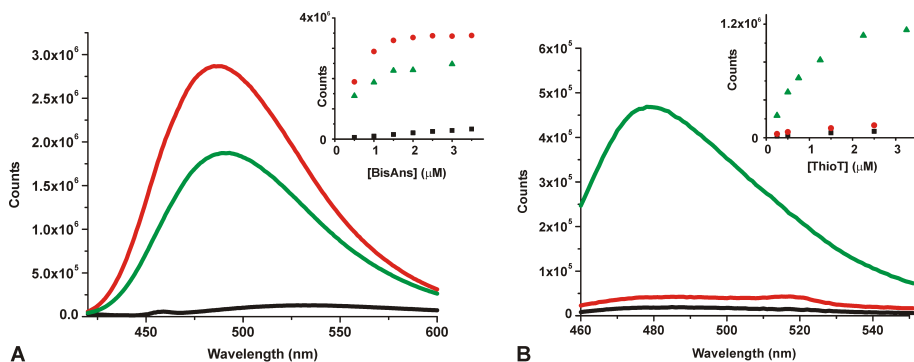 3.0x10⁶
2.5x10⁶
2.0x10⁶
1.5x10⁶
1.0x10⁶
5.0x10⁵
0.0
Counts
450
500
550
600
Wavelength (nm)
A
4x10⁶
0
Counts
0
1
2
3
[BisAns] (μM)
6x10⁵
5x10⁵
4x10⁵
3x10⁵
2x10⁵
1x10⁵
0
Counts
460
480
500
520
540
Wavelength (nm)
B
1.2x10⁶
0
Counts
0
1
2
3
[ThioT] (μM)